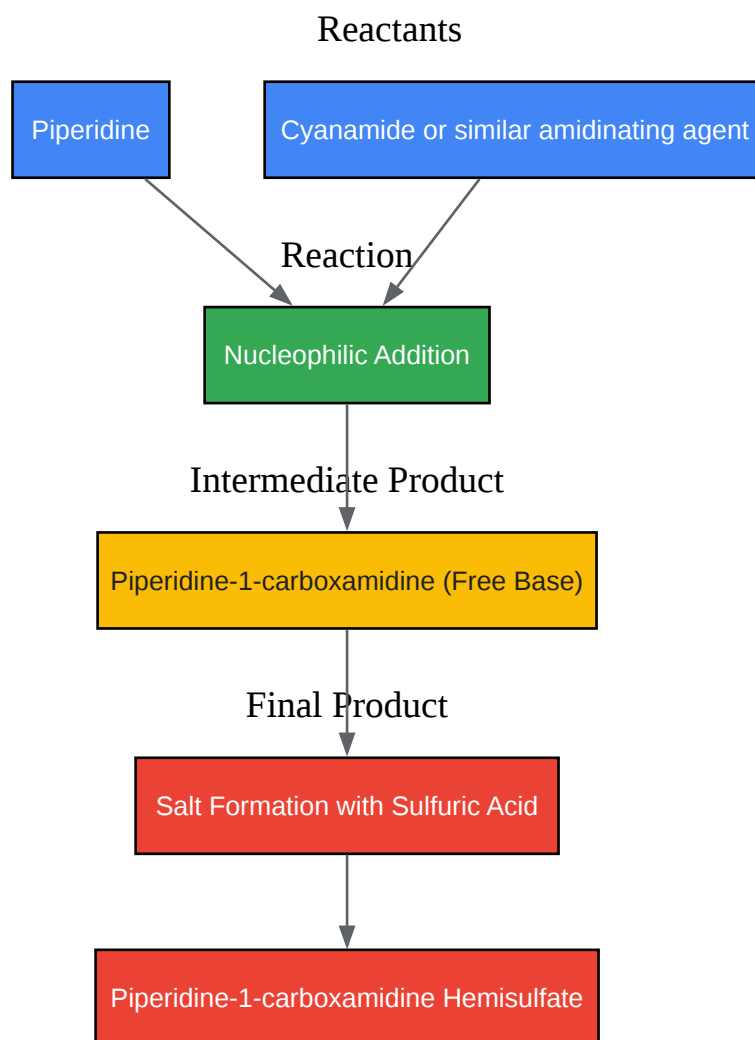 Reactants
Piperidine
Cyanamide or similar amidinating agent
Reaction
Nucleophilic Addition
Intermediate Product
Piperidine-1-carboxamidine (Free Base)
Final Product
Salt Formation with Sulfuric Acid
Piperidine-1-carboxamidine Hemisulfate